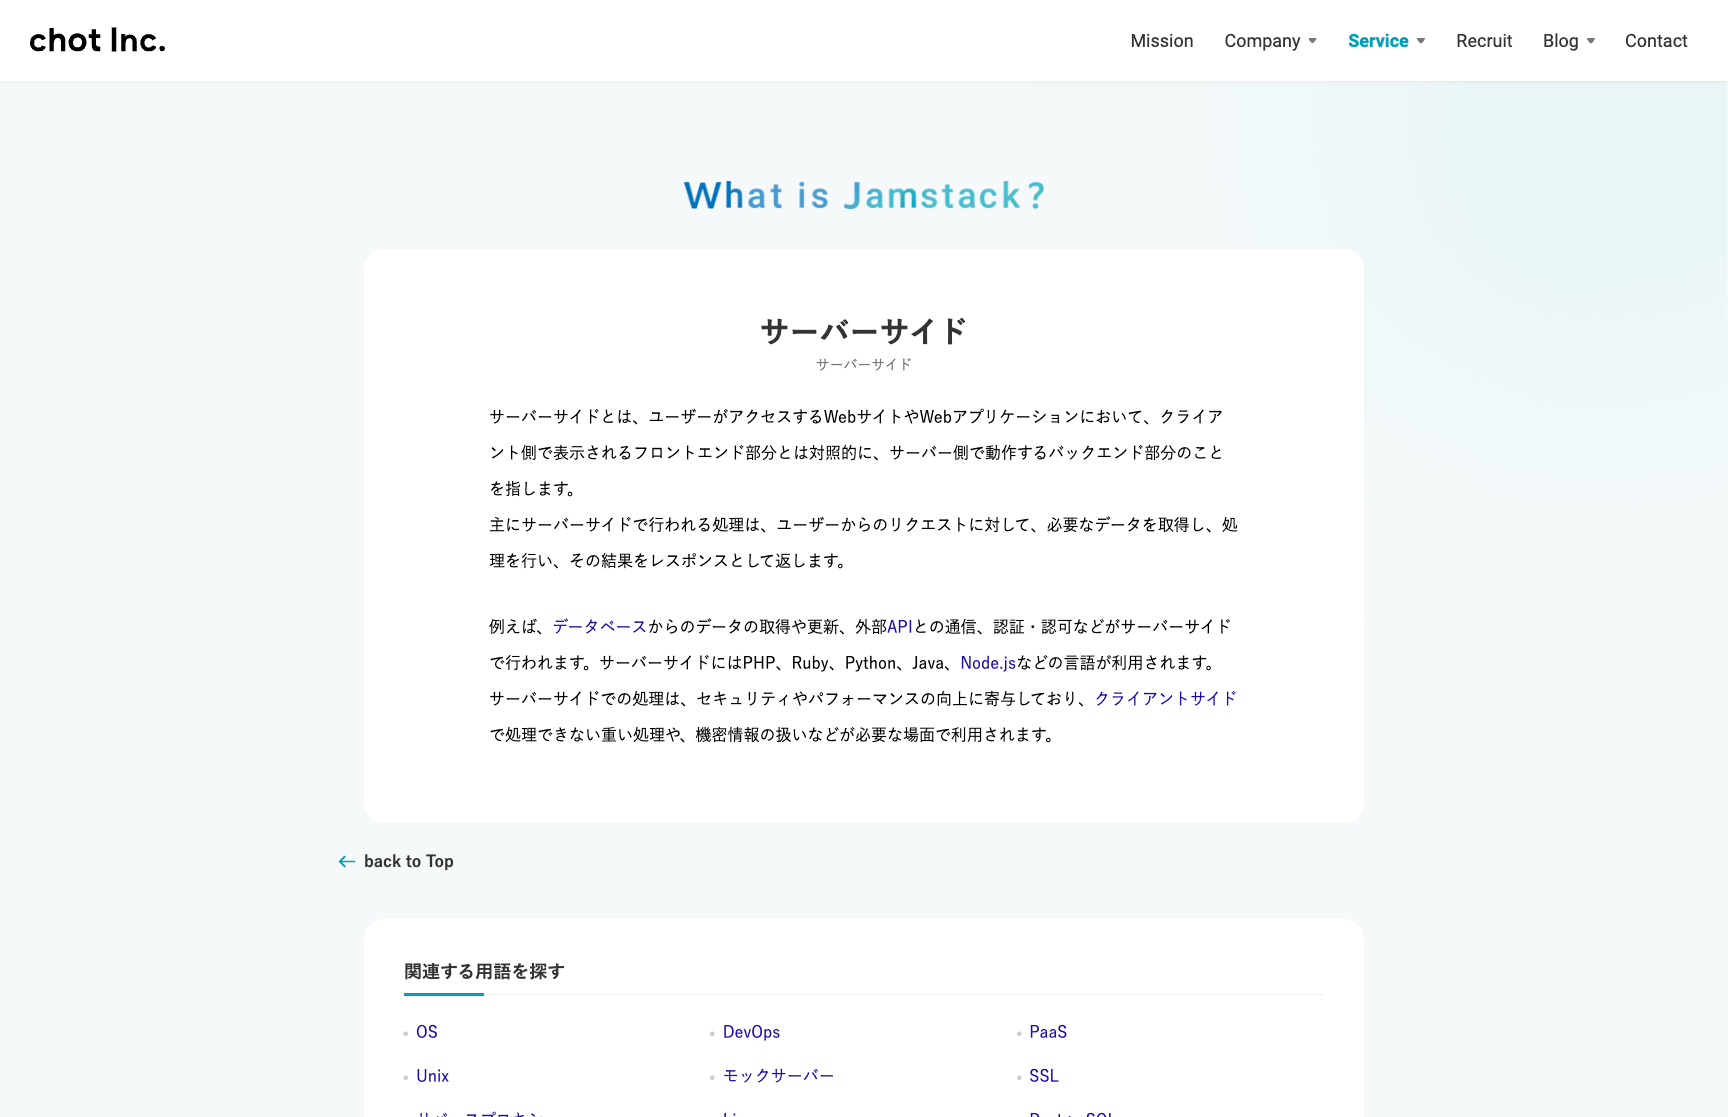 chot Inc.
Mission
Company
Service
Recruit
Blog
Contact
What is Jamstack?
サーバーサイド
サーバーサイド
サーバーサイドとは、ユーザーがアクセスするWebサイトやWebアプリケーションにおいて、クライア
ント側で表示されるフロントエンド部分とは対照的に、サーバー側で動作するバックエンド部分のこと
を指します。
主にサーバーサイドで行われる処理は、ユーザーからのリクエストに対して、必要なデータを取得し、処
理を行い、その結果をレスポンスとして返します。
例えば、データベースからのデータの取得や更新、外部APIとの通信、認証・認可などがサーバーサイド
で行われます。サーバーサイドにはPHP、Ruby、Python、Java、Node.jsなどの言語が利用されます。
サーバーサイドでの処理は、セキュリティやパフォーマンスの向上に寄与しており、クライアントサイド
で処理できない重い処理や、機密情報の扱いなどが必要な場面で利用されます。
back to Top
関連する用語を探す
OS
DevOps
PaaS
Unix
モックサーバー
SSL